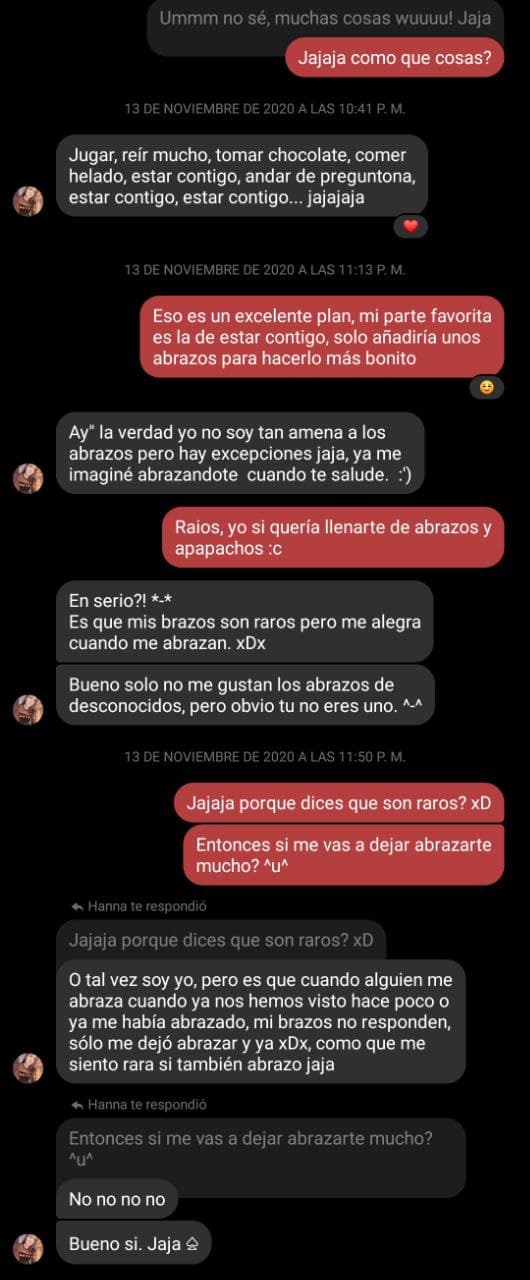 Ummm no sé, muchas cosas wuuuu! Jaja
Jajaja como que cosas?
13 DE NOVIEMBRE DE 2020 A LAS 10:41 P. M.
Jugar, reír mucho, tomar chocolate, comer
helado, estar contigo, andar de preguntona,
estar contigo, estar contigo... jajajaja
13 DE NOVIEMBRE DE 2020 A LAS 11:13 P. M.
Eso es un excelente plan, mi parte favorita
es la de estar contigo, solo añadiría unos
abrazos para hacerlo más bonito
Ay" la verdad yo no soy tan amena a los
abrazos pero hay excepciones jaja, ya me
imaginé abrazandote cuando te salude. :')
Raios, yo si quería llenarte de abrazos y
apapachos :c
En serio?! *-*
Es que mis brazos son raros pero me alegra
cuando me abrazan. xDx
Bueno solo no me gustan los abrazos de
desconocidos, pero obvio tu no eres uno. ^-^
13 DE NOVIEMBRE DE 2020 A LAS 11:50 P. M.
Jajaja porque dices que son raros? xD
Entonces si me vas a dejar abrazarte
mucho? ^u^
Hanna te respondió
Jajaja porque dices que son raros? xD
O tal vez soy yo, pero es que cuando alguien me
abraza cuando ya nos hemos visto hace poco o
ya me había abrazado, mi brazos no responden,
sólo me dejó abrazar y ya xDx, como que me
siento rara si también abrazo jaja
Hanna te respondió
Entonces si me vas a dejar abrazarte mucho?
^u^
No no no no
Bueno si. Jaja ♤